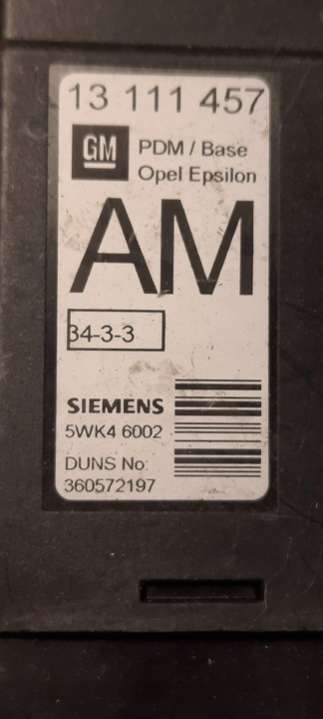 13 111 457
GM
PDM / Base
Opel Epsilon
AM
34-3-3
SIEMENS
5WK4 6002
DUNS No:
360572197